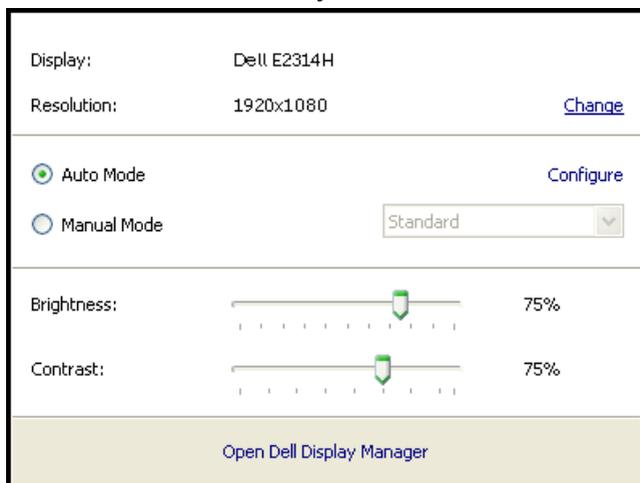 Display: Dell E2314H
Resolution: 1920x1080 Change
Auto Mode Configure
Manual Mode Standard
Brightness: 75%
Contrast: 75%
Open Dell Display Manager